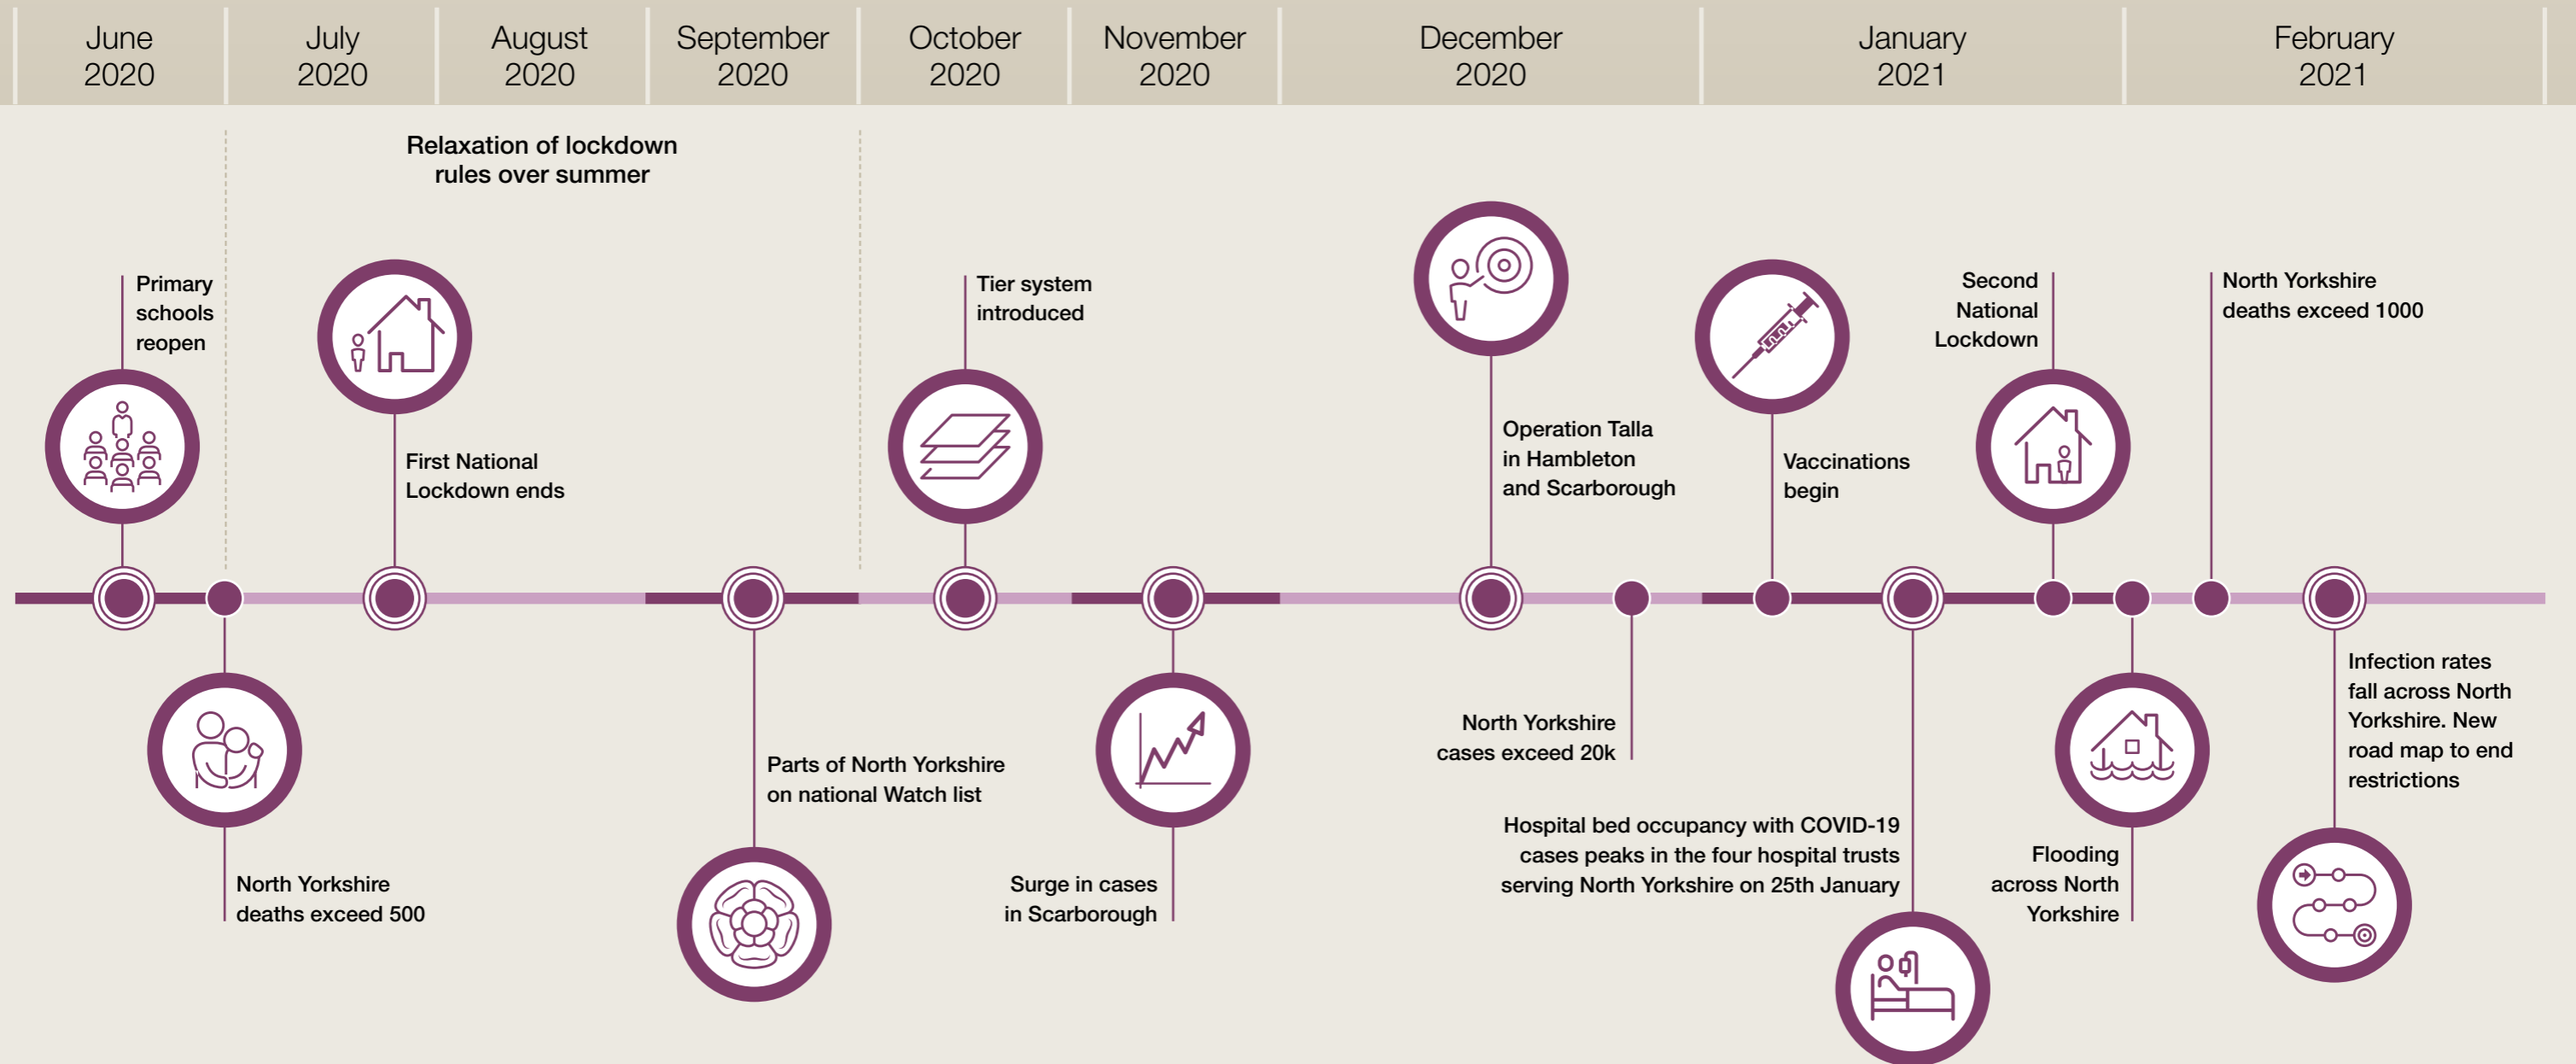 June
2020
July
2020
August
2020
September
2020
October
2020
November
2020
December
2020
January
2021
February
2021
Relaxation of lockdown
rules over summer
Primary
schools
reopen
North Yorkshire
deaths exceed 500
First National
Lockdown ends
Parts of North Yorkshire
on national Watch list
Tier system
introduced
Surge in cases
in Scarborough
Operation Talla
in Hambleton
and Scarborough
North Yorkshire
cases exceed 20k
Vaccinations
begin
Hospital bed occupancy with COVID-19
cases peaks in the four hospital trusts
serving North Yorkshire on 25th January
Second
National
Lockdown
Flooding
across North
Yorkshire
North Yorkshire
deaths exceed 1000
Infection rates
fall across North
Yorkshire. New
road map to end
restrictions